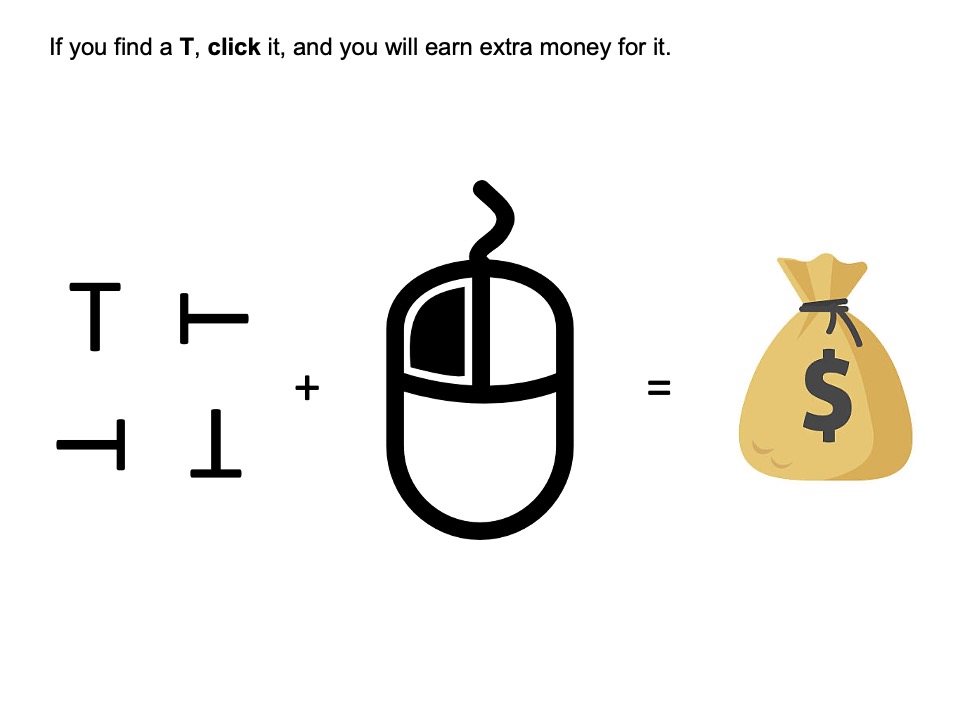 If you find a T, click it, and you will earn extra money for it.
T T
+ = $
T T